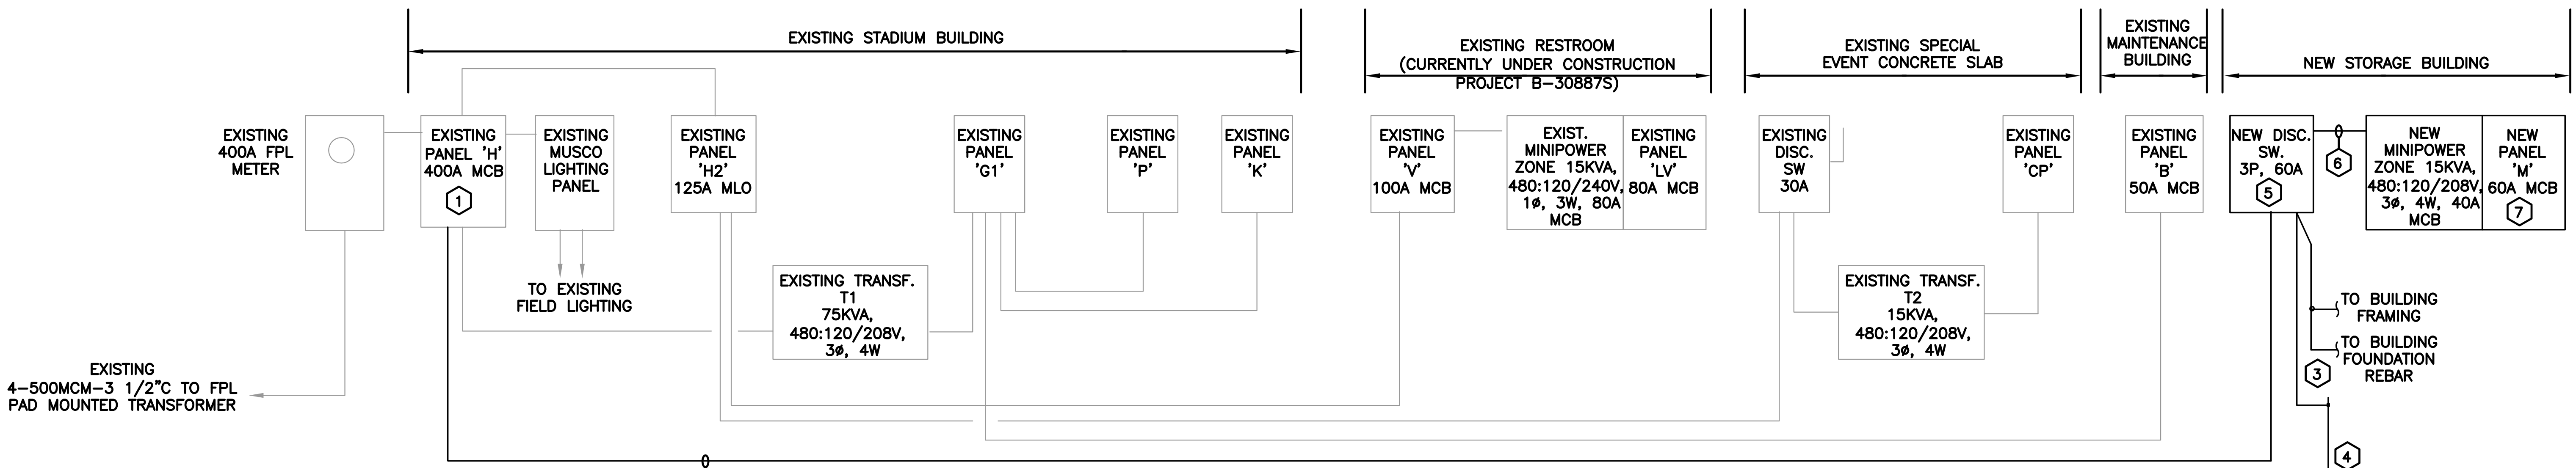 EXISTING STADIUM BUILDING
EXISTING RESTROOM
(CURRENTLY UNDER CONSTRUCTION
PROJECT B-30887S)
EXISTING SPECIAL
EVENT CONCRETE SLAB
EXISTING
MAINTENANCE
BUILDING
NEW STORAGE BUILDING
EXISTING
400A FPL
METER
EXISTING
PANEL 'H'
400A MCB
1
EXISTING
MUSCO
LIGHTING
PANEL
EXISTING
PANEL
'H2'
125A MLO
EXISTING
PANEL
'G1'
EXISTING
PANEL
'P'
EXISTING
PANEL
'K'
EXISTING
PANEL
'V'
100A MCB
EXIST.
MINIPOWER
ZONE 15KVA,
480:120/240V,
1ø, 3W, 80A
MCB
EXISTING
PANEL
'LV'
80A MCB
EXISTING
DISC.
SW
30A
EXISTING
PANEL
'CP'
EXISTING
PANEL
'B'
50A MCB
NEW DISC.
SW.
3P, 60A
5
6
NEW
MINIPOWER
ZONE 15KVA,
480:120/208V,
3ø, 4W, 40A
MCB
NEW
PANEL
'M'
60A MCB
7
TO EXISTING
FIELD LIGHTING
EXISTING TRANSF.
T1
75KVA,
480:120/208V,
3ø, 4W
EXISTING TRANSF.
T2
15KVA,
480:120/208V,
3ø, 4W
TO BUILDING
FRAMING
TO BUILDING
FOUNDATION
REBAR
3
EXISTING
4-500MCM-3 1/2"C TO FPL
PAD MOUNTED TRANSFORMER
4